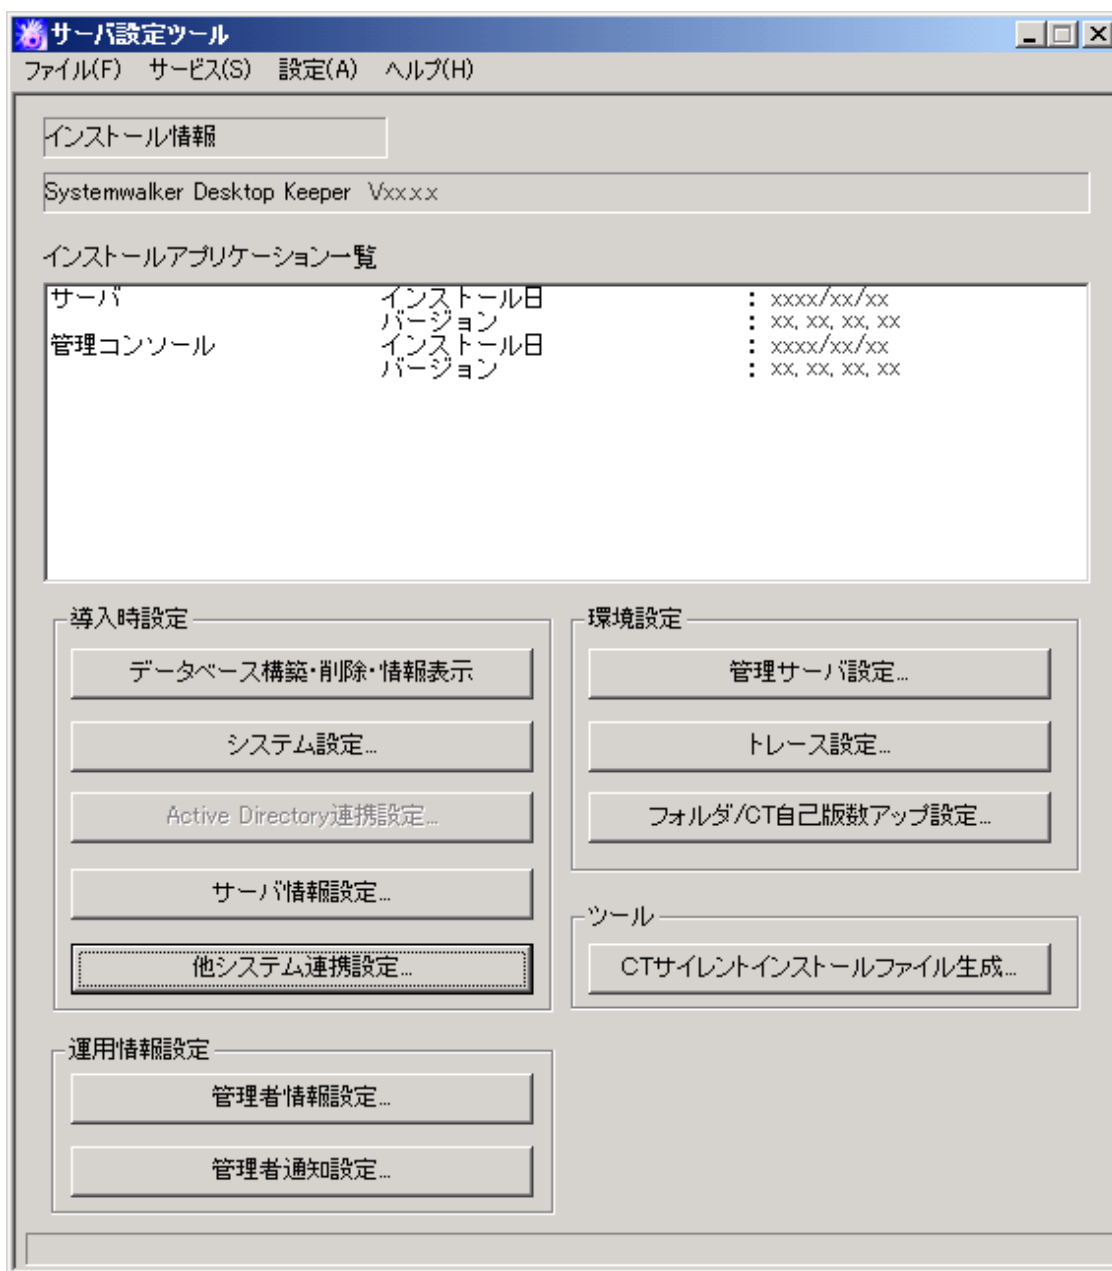 サーバ設定ツール
ファイル(F) サービス(S) 設定(A) ヘルプ(H)
インストール情報
Systemwalker Desktop Keeper Vxx.x.x
インストールアプリケーション一覧
サーバ インストール日 : xxxx/xx/xx
バージョン : xx, xx, xx, xx
管理コンソール インストール日 : xxxx/xx/xx
バージョン : xx, xx, xx, xx
導入時設定
データベース構築・削除・情報表示
システム設定...
Active Directory連携設定...
サーバ情報設定...
他システム連携設定...
環境設定
管理サーバ設定...
トレース設定...
フォルダ/CT自己版数アップ設定...
ツール
CTサイレントインストールファイル生成...
運用情報設定
管理者情報設定...
管理者通知設定...